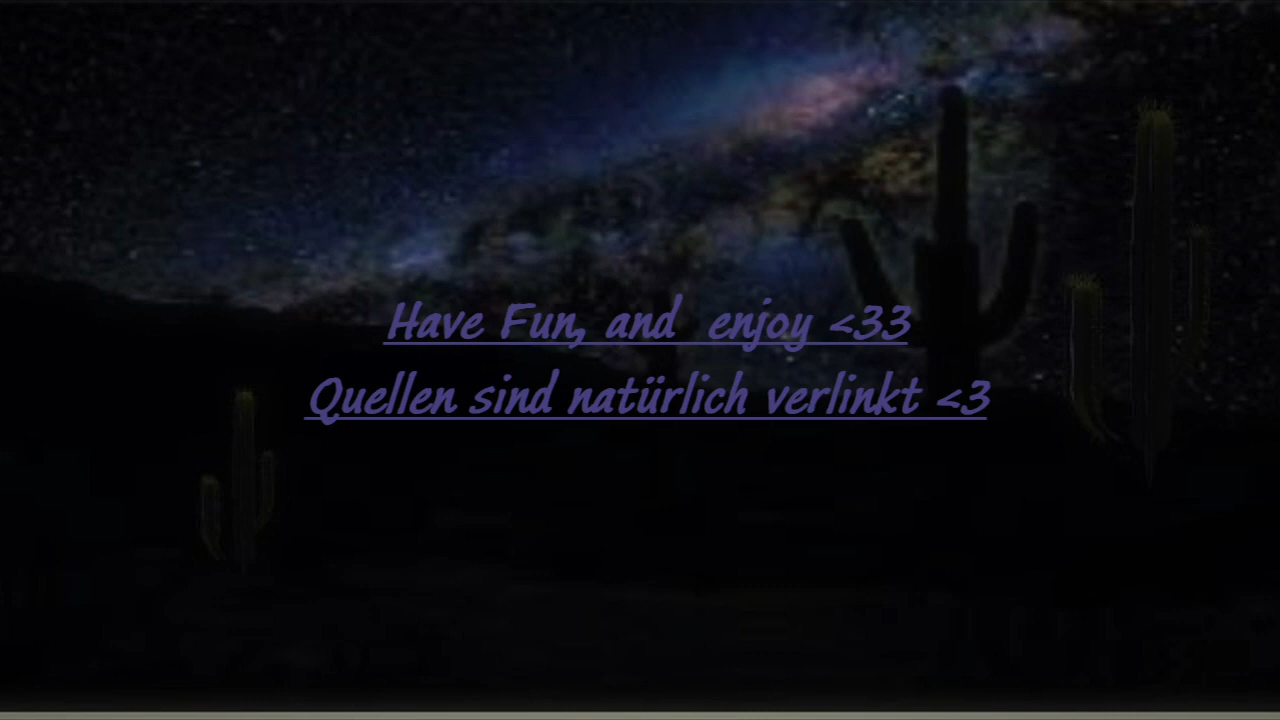 Have Fun, and  enjoy <33
Quellen sind natürlich verlinkt <3